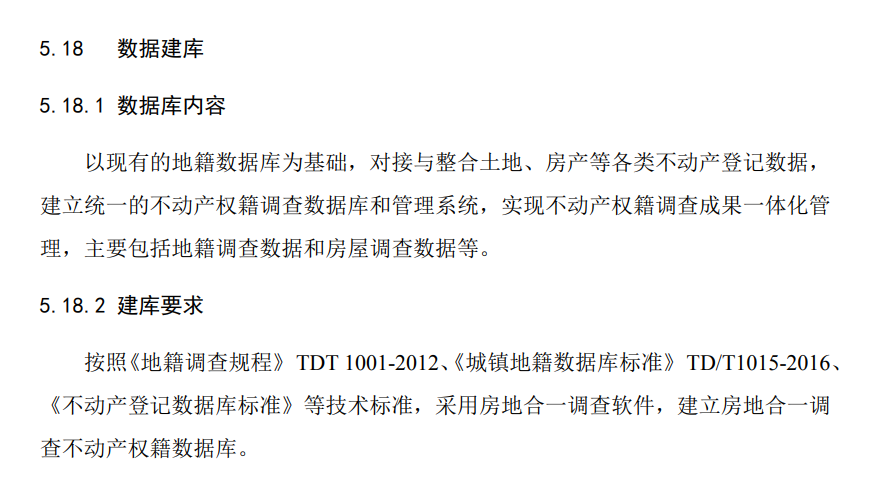 5.18 数据建库
5.18.1 数据库内容
以现有的地籍数据库为基础，对接与整合土地、房产等各类不动产登记数据，
建立统一的不动产权籍调查数据库和管理系统，实现不动产权籍调查成果一体化管
理，主要包括地籍调查数据和房屋调查数据等。
5.18.2 建库要求
按照《地籍调查规程》TDT 1001-2012、《城镇地籍数据库标准》TD/T1015-2016、
《不动产登记数据库标准》等技术标准，采用房地合一调查软件，建立房地合一调
查不动产权籍数据库。